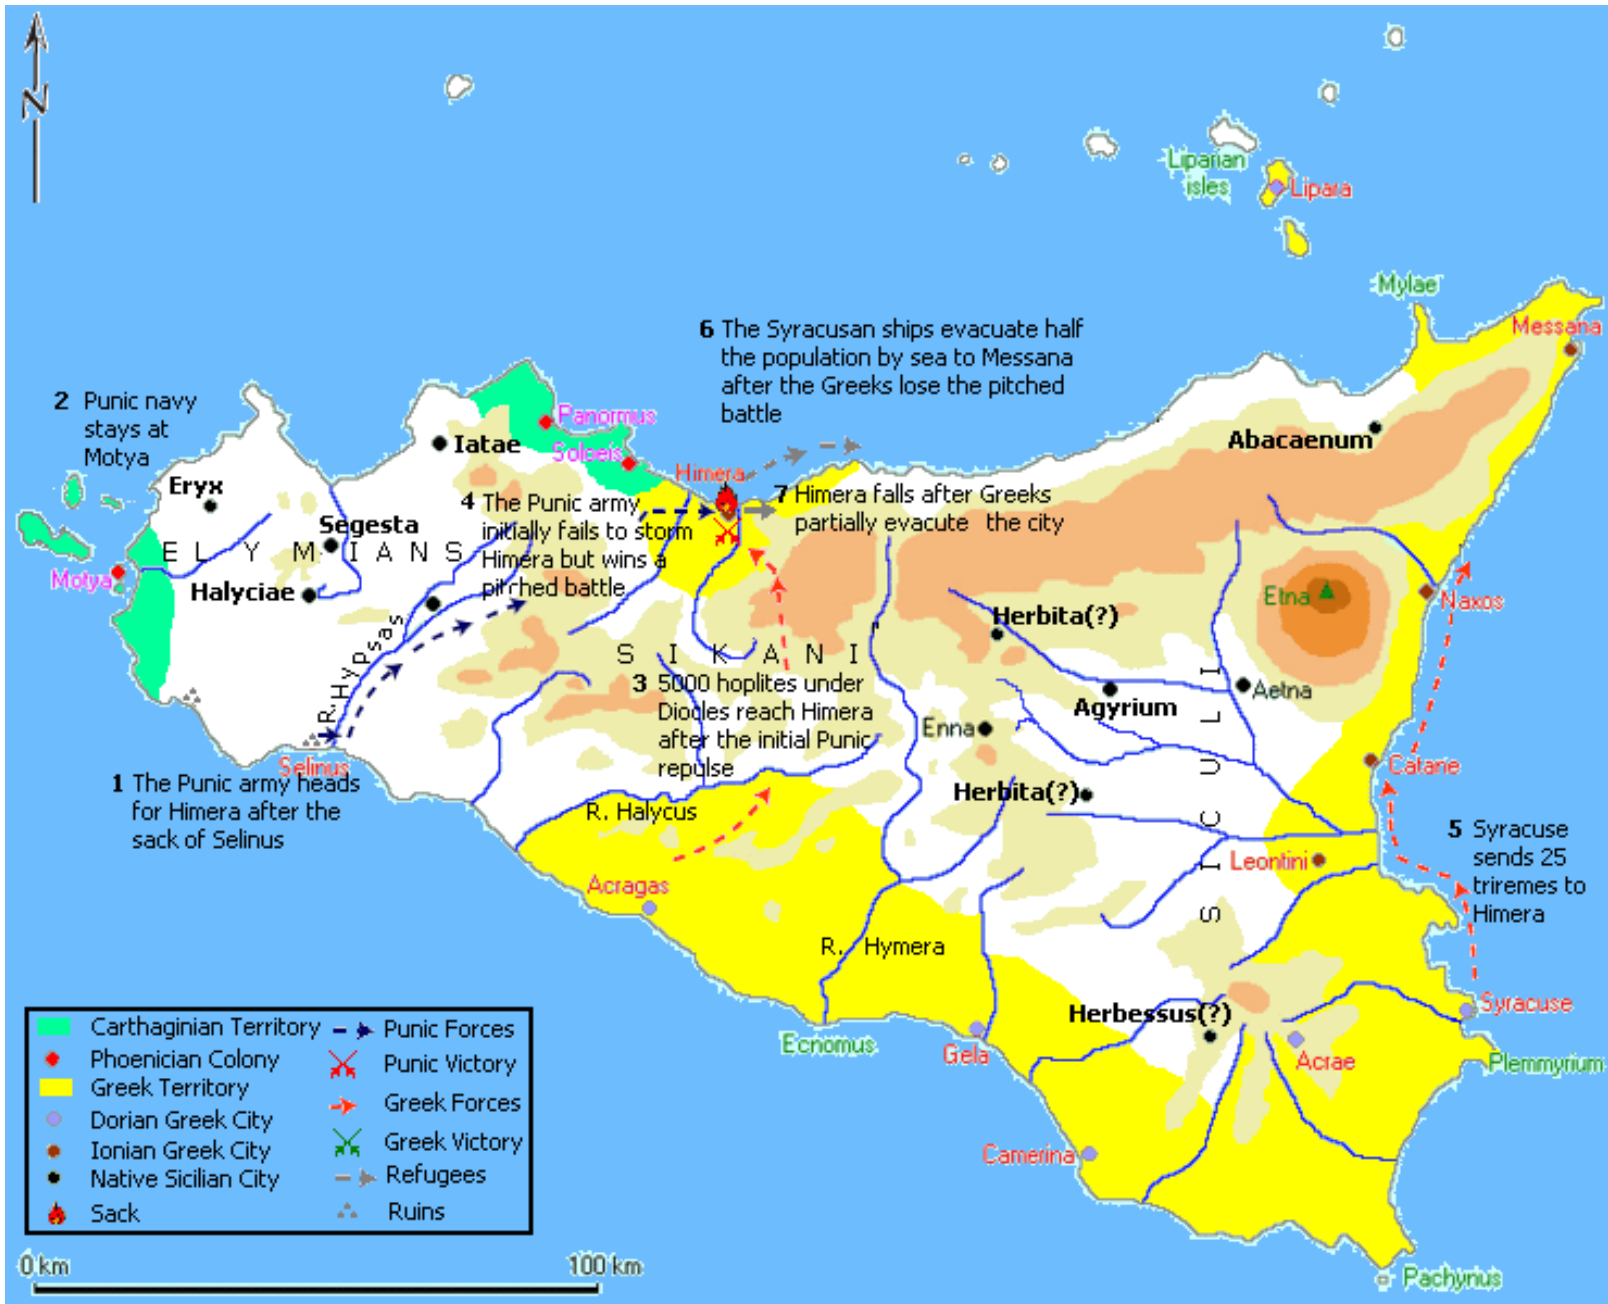 N
Liparian
isles
Lipara
Mylae
Messana
6 The Syracusan ships evacuate half
the population by sea to Messana
after the Greeks lose the pitched
battle
2 Punic navy
stays at
Motya
Panormus
Soloeis
Iatae
Abacaenum
Himera
Eryx
4 The Punic army
initially fails to storm
Himera but wins a
pitched battle
7 Himera falls after Greeks
partially evacute the city
Segesta
ELYMIANS
Motya
Halyciae
Etna
Naxos
Herbita(?)
R. Hypsas
SIKANI
3 5000 hoplites under
Diocles reach Himera
after the initial Punic
repulse
Aetna
Agyrium
Enna
SICULI
Selinus
1 The Punic army heads
for Himera after the
sack of Selinus
Catane
Herbita(?)
R. Halycus
5 Syracuse
sends 25
triremes to
Himera
Leontini
Acragas
R. Hymera
Herbessus(?)
Syracuse
Ecnomus
Gela
Acrae
Plemmyrium
Camerina
Pachynus
Carthaginian Territory
Phoenician Colony
Greek Territory
Dorian Greek City
Ionian Greek City
Native Sicilian City
Sack
Punic Forces
Punic Victory
Greek Forces
Greek Victory
Refugees
Ruins
0 km
100 km